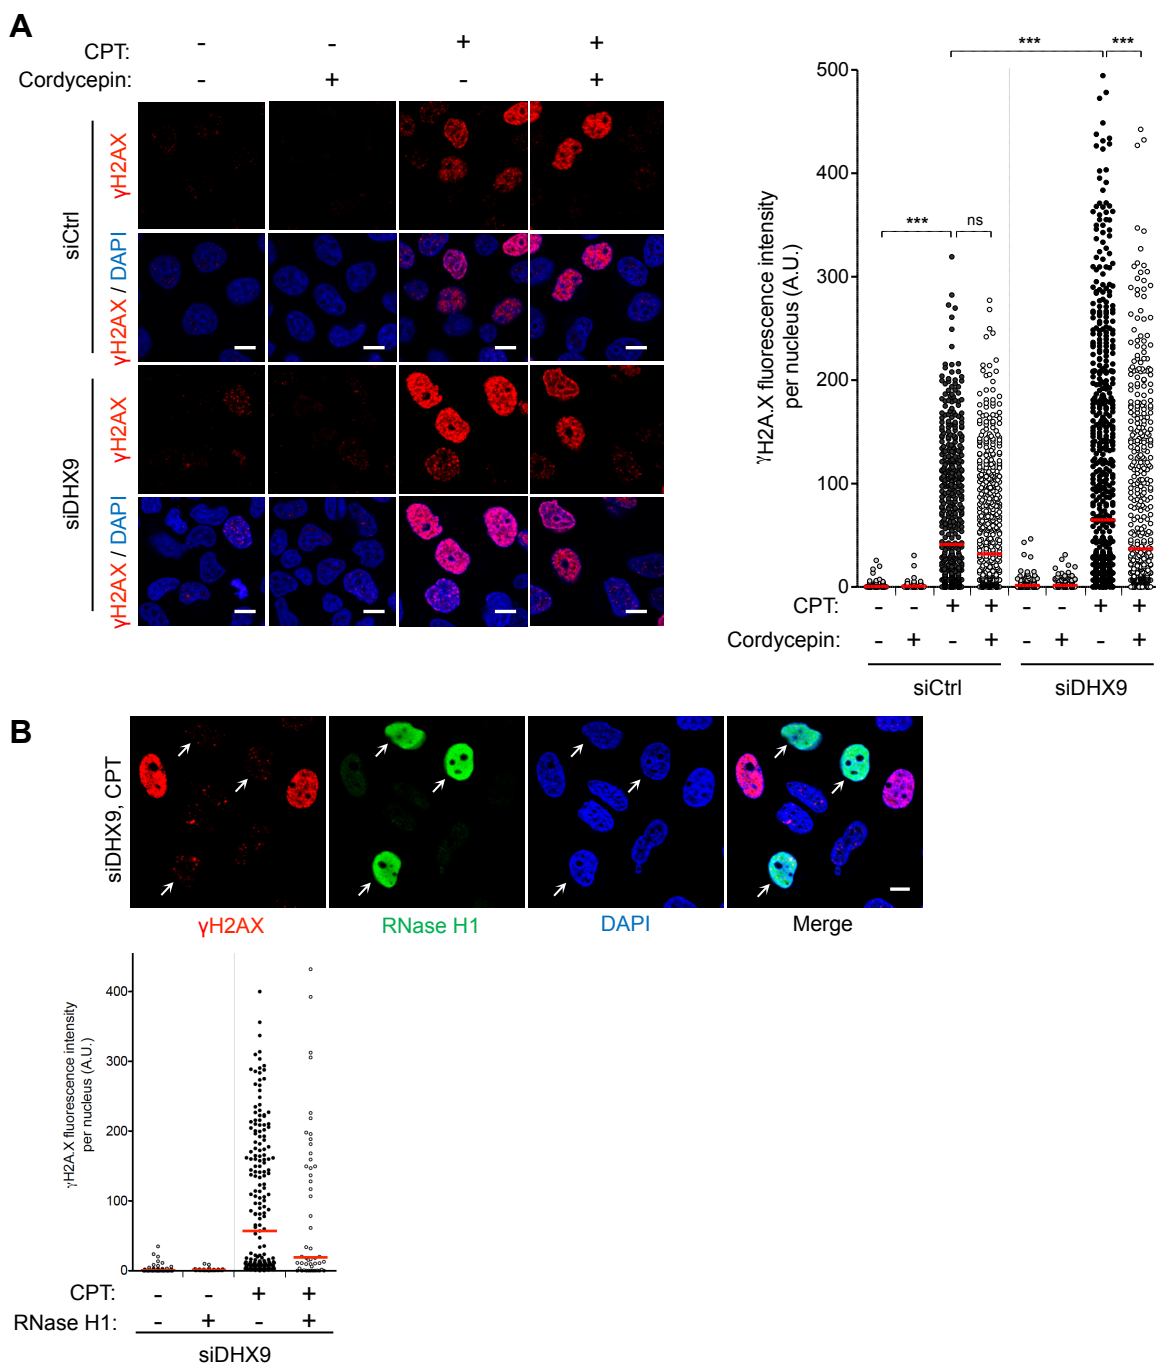 A
CPT: - - + +
Cordycepin: - + - +
siCtrl
γH2AX
γH2AX / DAPI
siDHX9
γH2AX
γH2AX / DAPI
γH2A.X fluorescence intensity
per nucleus (A.U.)
*** ***
*** ns
500
400
300
200
100
0
CPT: - - + + - - + +
Cordycepin: - + - + - + - +
siCtrl siDHX9
B
siDHX9, CPT
γH2AX RNase H1 DAPI Merge
γH2A.X fluorescence intensity
per nucleus (A.U.)
400
300
200
100
0
CPT: - - + +
RNase H1: - + - +
siDHX9